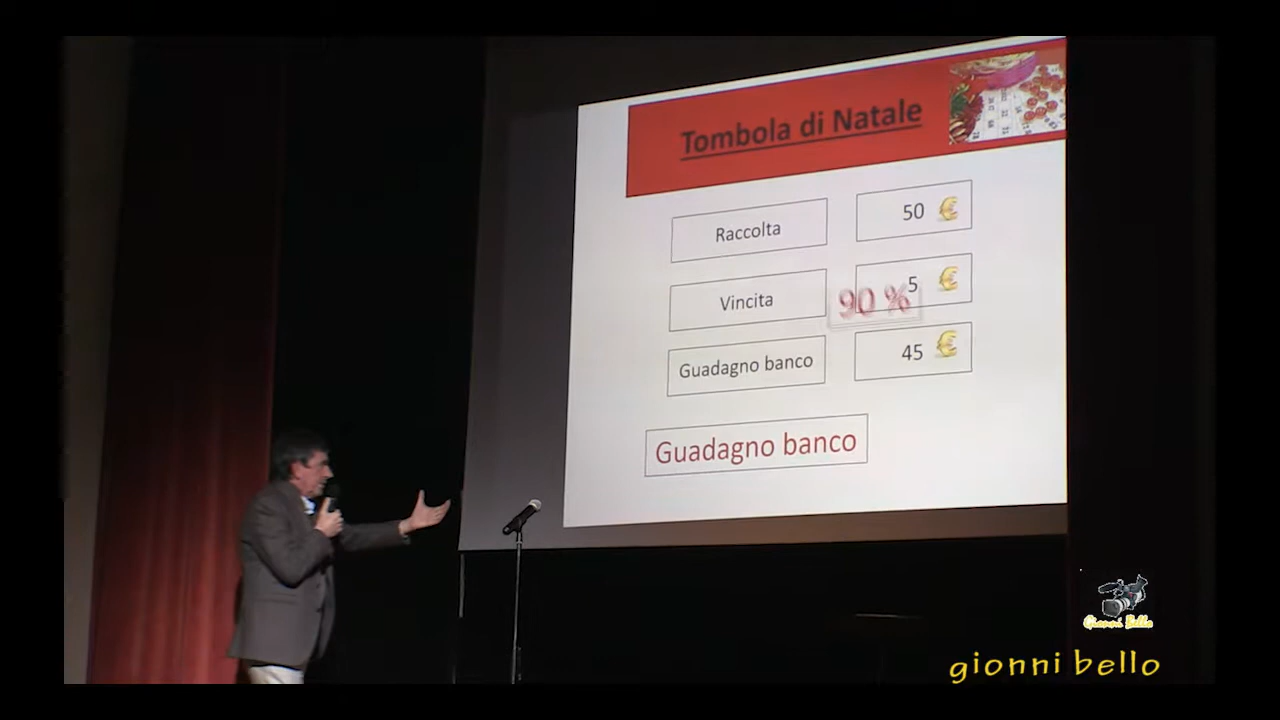 Tombola di Natale
Raccolta
50 €
Vincita
5 €
90 %
Guadagno banco
45 €
Guadagno banco
Gionni Bello
gionni bello